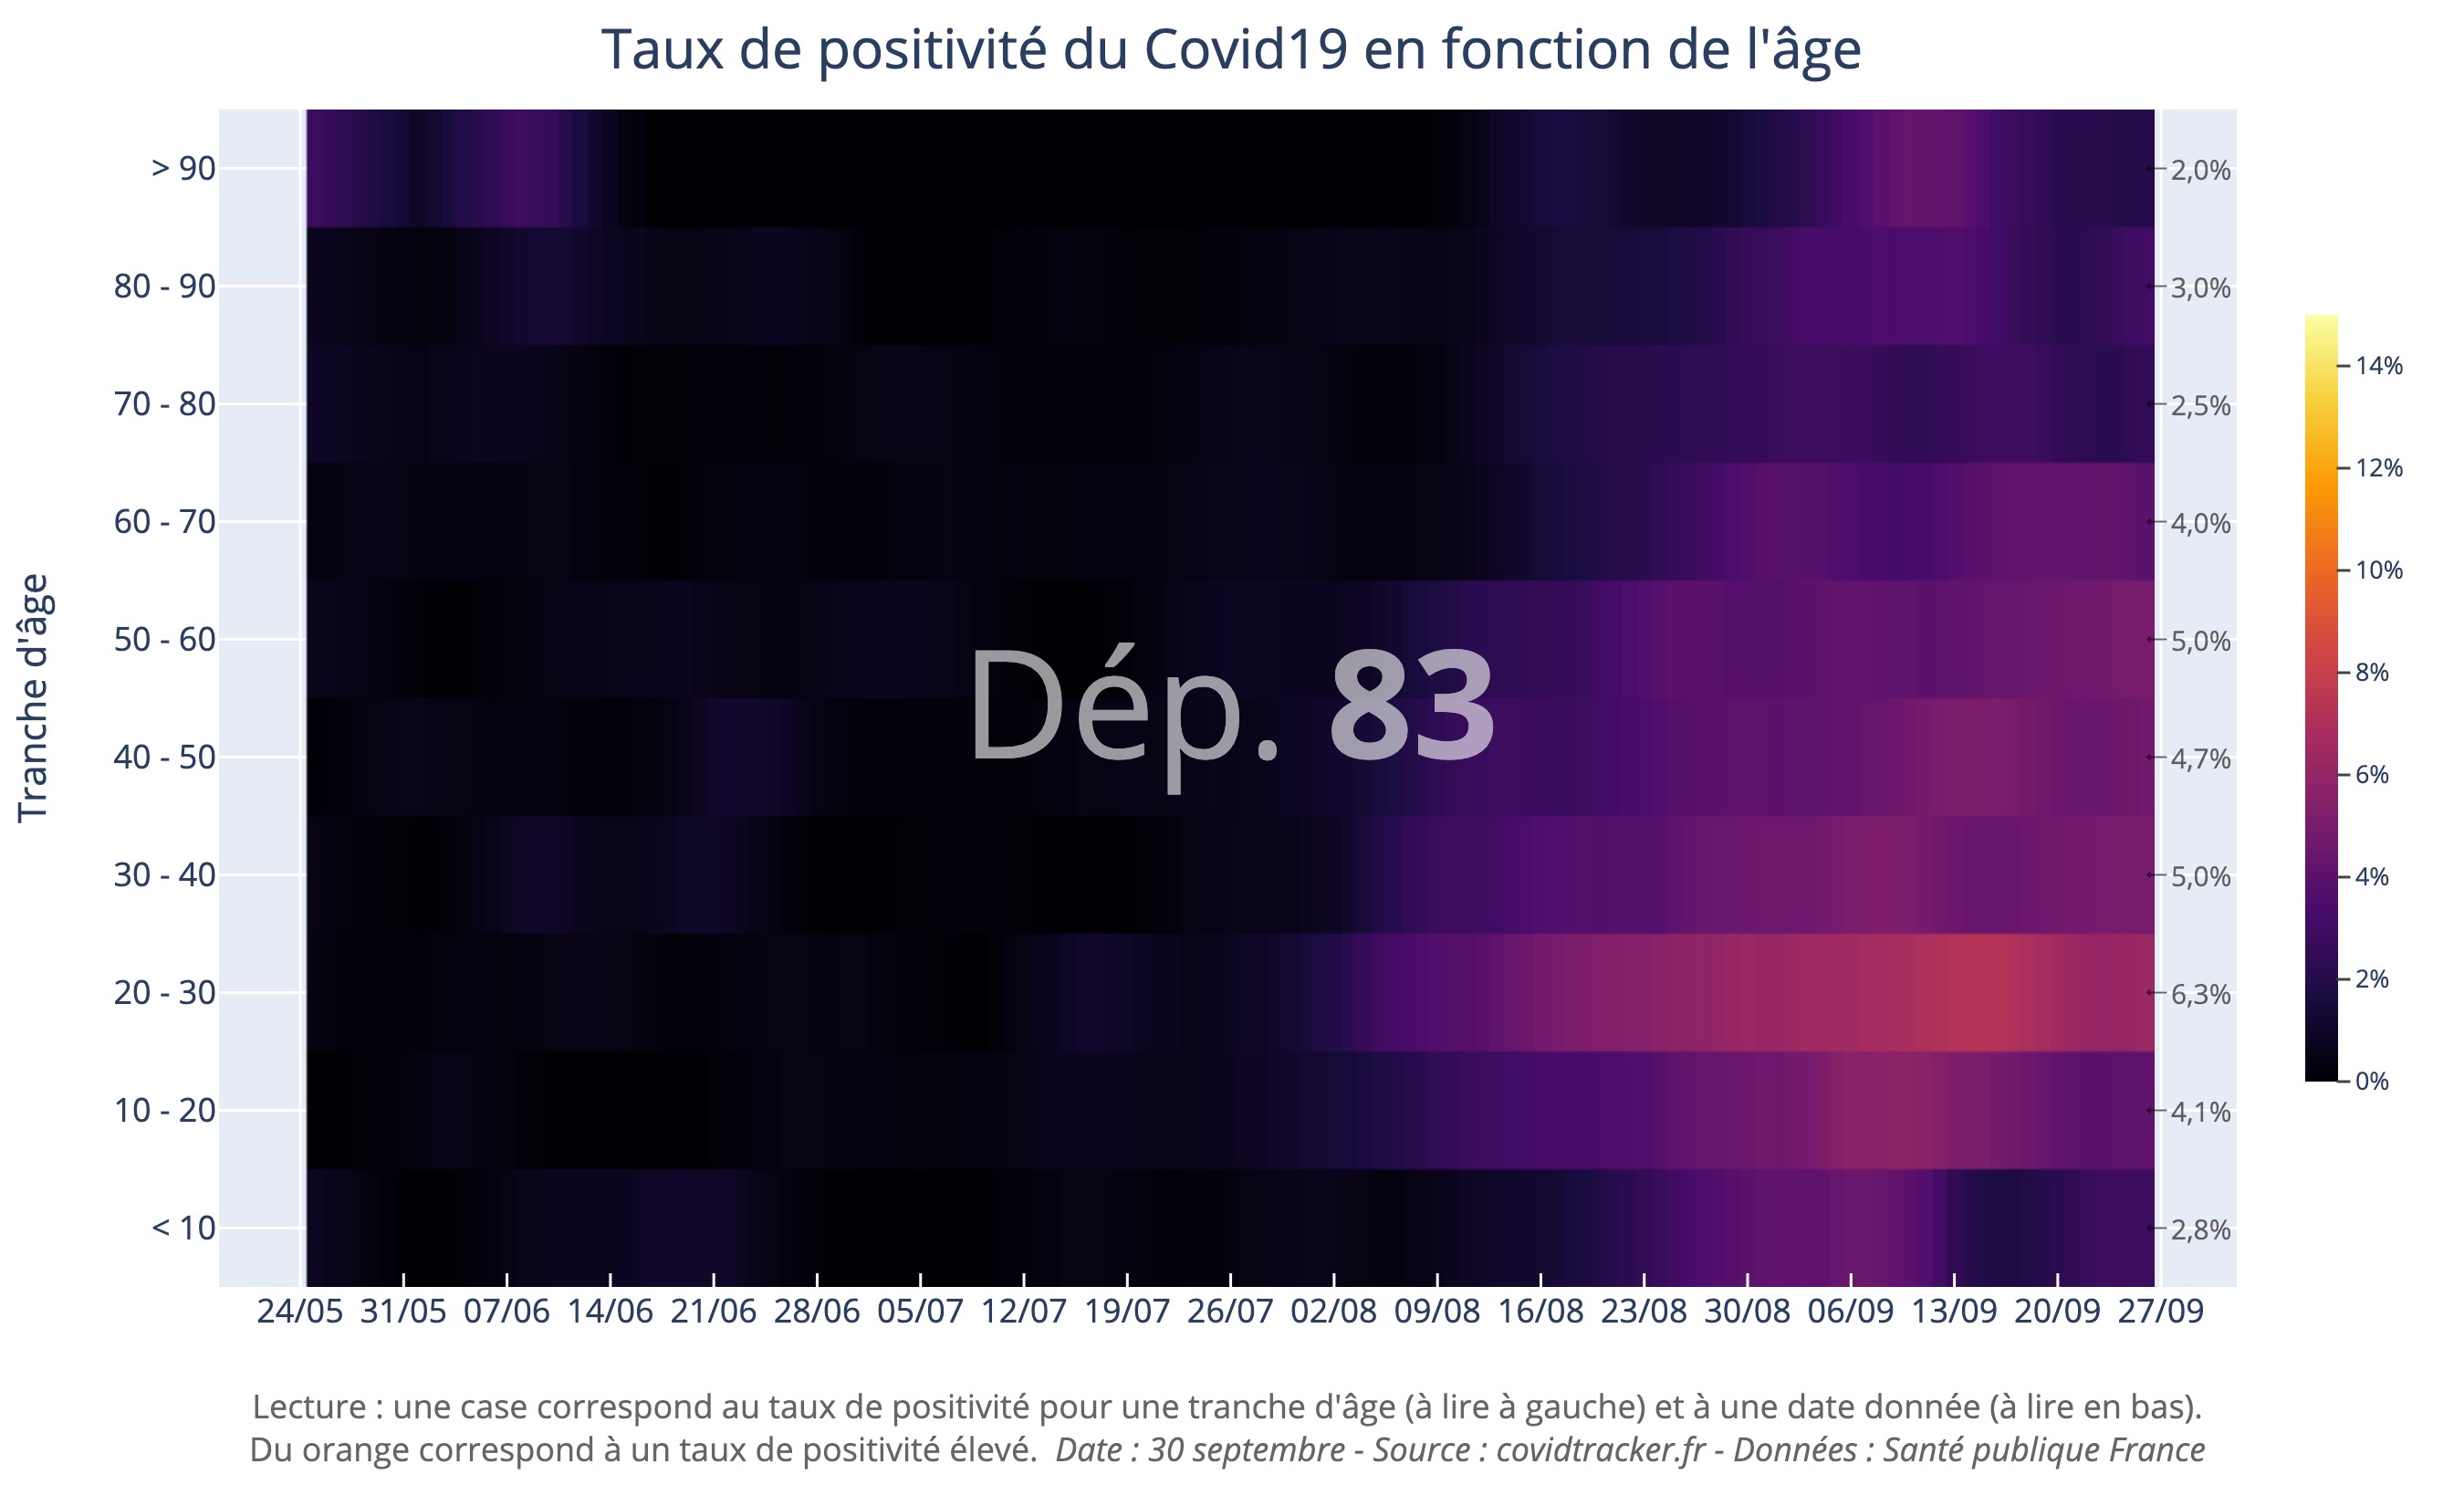 Taux de positivité du Covid19 en fonction de l'âge
Tranche d'âge
> 90
80 - 90
70 - 80
60 - 70
50 - 60
40 - 50
30 - 40
20 - 30
10 - 20
< 10
Dép. 83
2,0%
3,0%
2,5%
4,0%
5,0%
4,7%
5,0%
6,3%
4,1%
2,8%
14%
12%
10%
8%
6%
4%
2%
0%
24/05 31/05 07/06 14/06 21/06 28/06 05/07 12/07 19/07 26/07 02/08 09/08 16/08 23/08 30/08 06/09 13/09 20/09 27/09
Lecture : une case correspond au taux de positivité pour une tranche d'âge (à lire à gauche) et à une date donnée (à lire en bas).
Du orange correspond à un taux de positivité élevé. Date : 30 septembre - Source : covidtracker.fr - Données : Santé publique France